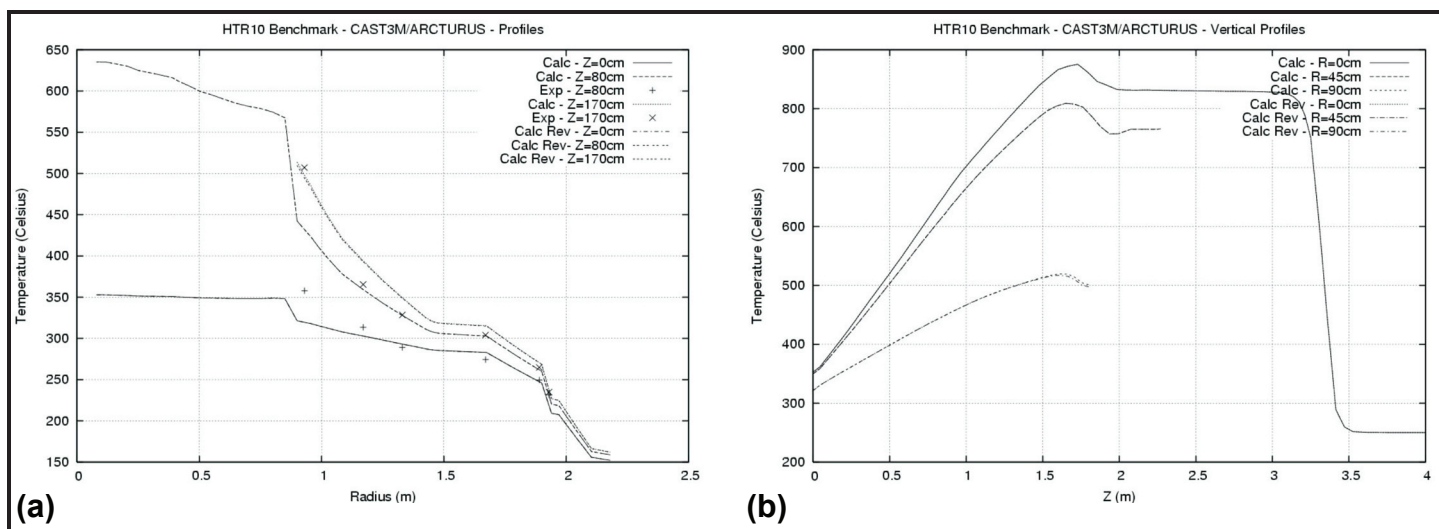 HTR10 Benchmark - CAST3M/ARCTURUS - Profiles
650
600
550
500
450
400
350
300
250
200
150
Temperature (Celsius)
Calc - Z=0cm
Calc - Z=80cm
Exp - Z=80cm
Calc - Z=170cm
Exp - Z=170cm
Calc Rev - Z=0cm
Calc Rev- Z=80cm
Calc Rev - Z=170cm
0 0.5 1 1.5 2 2.5
Radius (m)
(a)
HTR10 Benchmark - CAST3M/ARCTURUS - Vertical Profiles
900
800
700
600
500
400
300
200
Temperature (Celsius)
Calc - R=0cm
Calc - R=45cm
Calc - R=90cm
Calc Rev - R=0cm
Calc Rev - R=45cm
Calc Rev - R=90cm
0 0.5 1 1.5 2 2.5 3 3.5 4
Z (m)
(b)